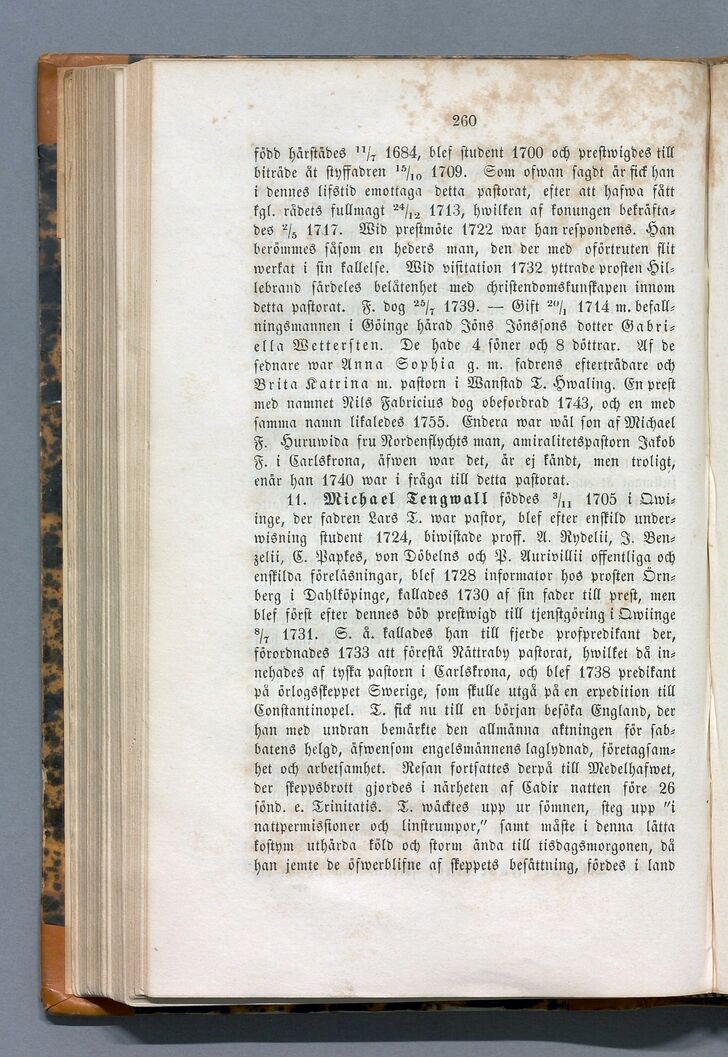 260
född härstädes 11/7 1684, blef student 1700 och prestwigdes till
biträde åt styffadren 15/10 1709. Som ofwan sagdt är fick han
i dennes lifstid emottaga detta pastorat, efter att hafwa fått
kgl. rådets fullmagt 24/12 1713, hwilken af konungen bekräfta-
des 2/5 1717. Wid prestmöte 1722 war han respondens. Han
berömmes såsom en heders man, den der med oförtruten flit
werkat i sin kallelse. Wid visitation 1732 yttrade prosten Hil-
lebrand särdeles belåtenhet med christendomskunskapen innom
detta pastorat. F. dog 25/7 1739. — Gift 20/1 1714 m. befall-
ningsmannen i Göinge härad Jöns Jönssons dotter Gabri-
ella Wettersten. De hade 4 söner och 8 döttrar. Af de
sednare war Anna Sophia g. m. fadrens efterträdare och
Brita Katrina m. pastorn i Wanstad T. Hwaling. En prest
med namnet Nils Fabricius dog obefordrad 1743, och en med
samma namn likaledes 1755. Endera war wäl son af Michael
F. Huruwida fru Nordenflychts man, amiralitetspastorn Jakob
F. i Carlskrona, äfwen war det, är ej kändt, men troligt,
enär han 1740 war i fråga till detta pastorat.
11. Michael Tengwall föddes 3/11 1705 i Qwi-
inge, der fadren Lars T. war pastor, blef efter enskild under-
wisning student 1724, biwistade proff. A. Rydelii, J. Ben-
zelii, C. Papkes, von Döbelns och P. Aurivillii offentliga och
enskilda föreläsningar, blef 1728 informator hos prosten Örn-
berg i Dahlköpinge, kallades 1730 af sin fader till prest, men
blef först efter dennes död prestwigd till tjenstgöring i Qwiinge
8/7 1731. S. å. kallades han till fjerde profpredikant der,
förordnades 1733 att förestå Nättraby pastorat, hwilket då in-
nehades af tyska pastorn i Carlskrona, och blef 1738 predikant
på örlogsskeppet Swerige, som skulle utgå på en expedition till
Constantinopel. T. fick nu till en början besöka England, der
han med undran bemärkte den allmänna aktningen för sab-
batens helgd, äfwensom engelsmännens laglydnad, företagsam-
het och arbetsamhet. Resan fortsattes derpå till Medelhafwet,
der skeppsbrott gjordes i närheten af Cadix natten före 26
sönd. e. Trinitatis. T. wäcktes upp ur sömnen, steg upp "i
nattpermissioner och linstrumpor," samt måste i denna lätta
kostym uthärda köld och storm ända till tisdagsmorgonen, då
han jemte de öfwerblifne af skeppets besättning, fördes i land